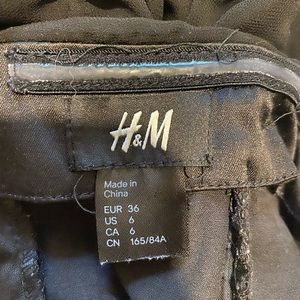 H&M
Made in
China
EUR 36
US 6
CA 6
CN 165/84A